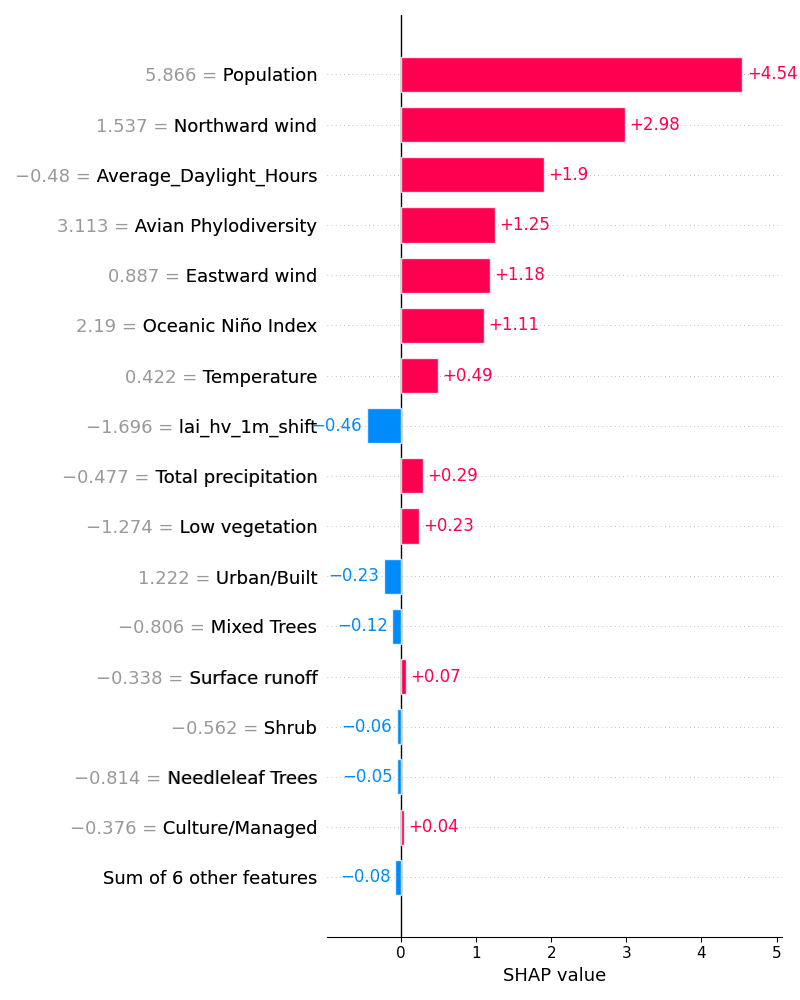 5.866 = Population +4.54
1.537 = Northward wind +2.98
−0.48 = Average_Daylight_Hours +1.9
3.113 = Avian Phylodiversity +1.25
0.887 = Eastward wind +1.18
2.19 = Oceanic Niño Index +1.11
0.422 = Temperature +0.49
−1.696 = lai_hv_1m_shift −0.46
−0.477 = Total precipitation +0.29
−1.274 = Low vegetation +0.23
1.222 = Urban/Built −0.23
−0.806 = Mixed Trees −0.12
−0.338 = Surface runoff +0.07
−0.562 = Shrub −0.06
−0.814 = Needleleaf Trees −0.05
−0.376 = Culture/Managed +0.04
Sum of 6 other features −0.08
0 1 2 3 4 5
SHAP value